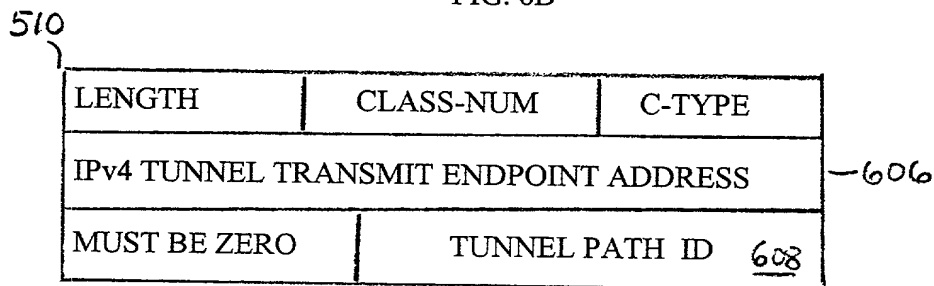 FIG. 6B
510
LENGTH CLASS-NUM C-TYPE
IPv4 TUNNEL TRANSMIT ENDPOINT ADDRESS 606
MUST BE ZERO TUNNEL PATH ID 608